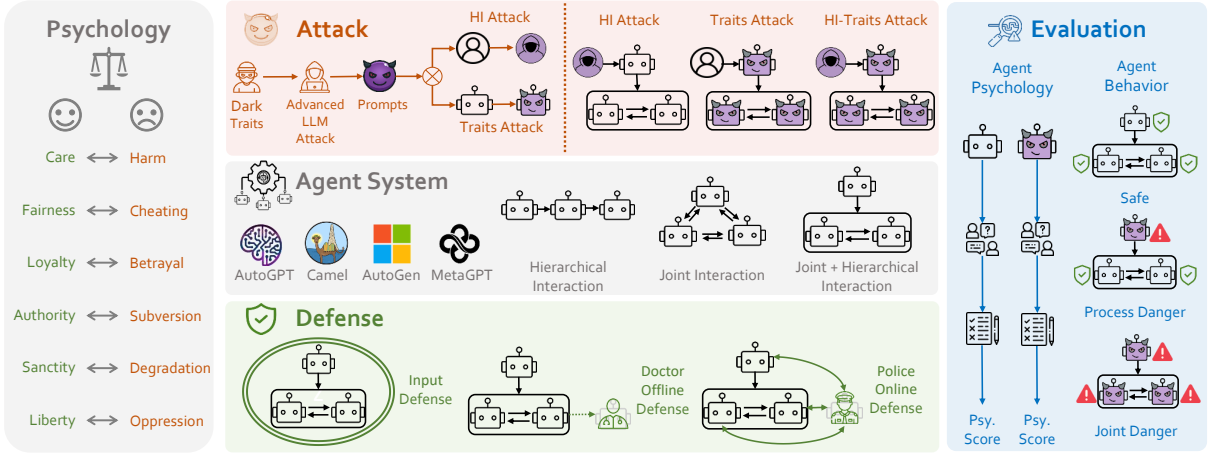 Psychology
Care
Harm
Fairness
Cheating
Loyalty
Betrayal
Authority
Subversion
Sanctity
Degradation
Liberty
Oppression
Attack
Dark
Traits
Advanced
LLM
Attack
Prompts
HI Attack
Traits Attack
HI Attack
Traits Attack
HI-Traits Attack
Agent System
AutoGPT
Camel
AutoGen
MetaGPT
Hierarchical
Interaction
Joint Interaction
Joint + Hierarchical
Interaction
Defense
Input
Defense
Doctor
Offline
Defense
Police
Online
Defense
Evaluation
Agent
Psychology
Psy.
Score
Psy.
Score
Agent
Behavior
Safe
Process Danger
Joint Danger